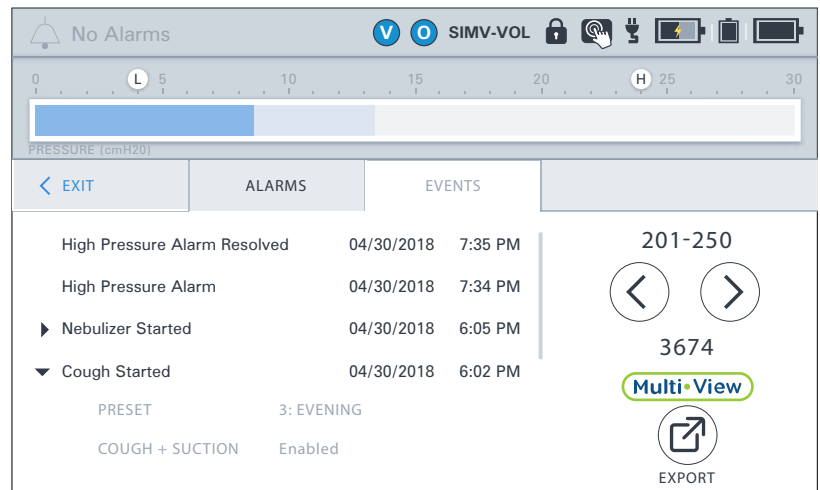 No Alarms V O SIMV-VOL
0 L 5 10 15 20 H 25 30
PRESSURE (cmH20)
EXIT ALARMS EVENTS
High Pressure Alarm Resolved 04/30/2018 7:35 PM
High Pressure Alarm 04/30/2018 7:34 PM
Nebulizer Started 04/30/2018 6:05 PM
Cough Started 04/30/2018 6:02 PM
PRESET 3: EVENING
COUGH + SUCTION Enabled
201-250
3674
Multi•View
EXPORT